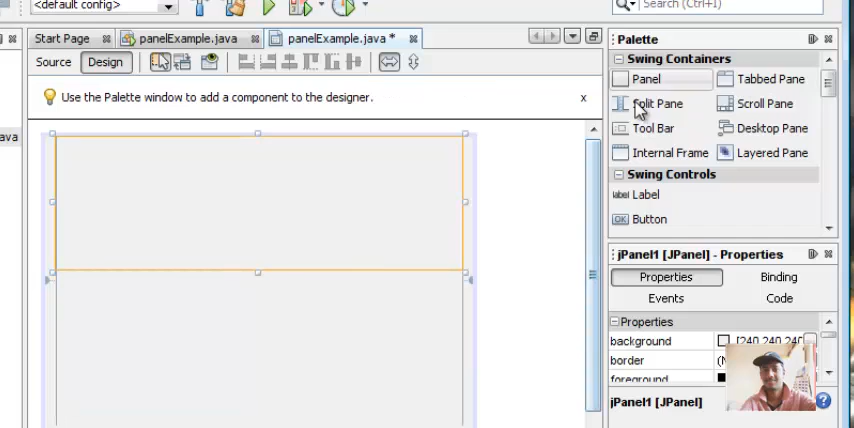 <default config>
Search (Ctrl+I)
Start Page
panelExample.java
panelExample.java *
Palette
Source
Design
Swing Containers
Panel
Tabbed Pane
Use the Palette window to add a component to the designer.
x
Split Pane
Scroll Pane
Tool Bar
Desktop Pane
ava
Internal Frame
Layered Pane
Swing Controls
label Label
OK Button
jPanel1 [JPanel] - Properties
Properties
Binding
Events
Code
Properties
background
[240,240,240
border
foreground
jPanel1 [JPanel]
?